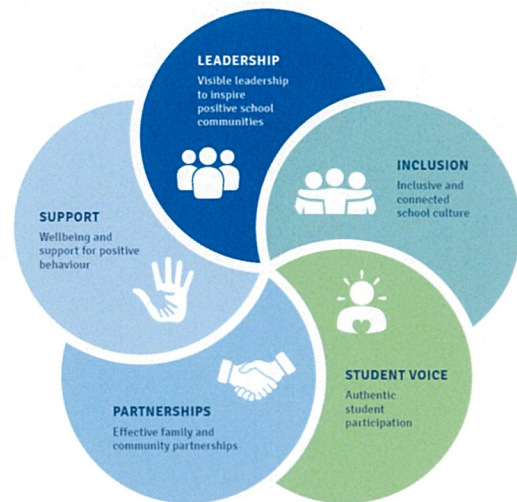 LEADERSHIP
Visible leadership
to inspire
positive school
communities
INCLUSION
Inclusive and
connected
school culture
STUDENT VOICE
Authentic
student
participation
PARTNERSHIPS
Effective family and
community partnerships
SUPPORT
Wellbeing and
support for positive
behaviour